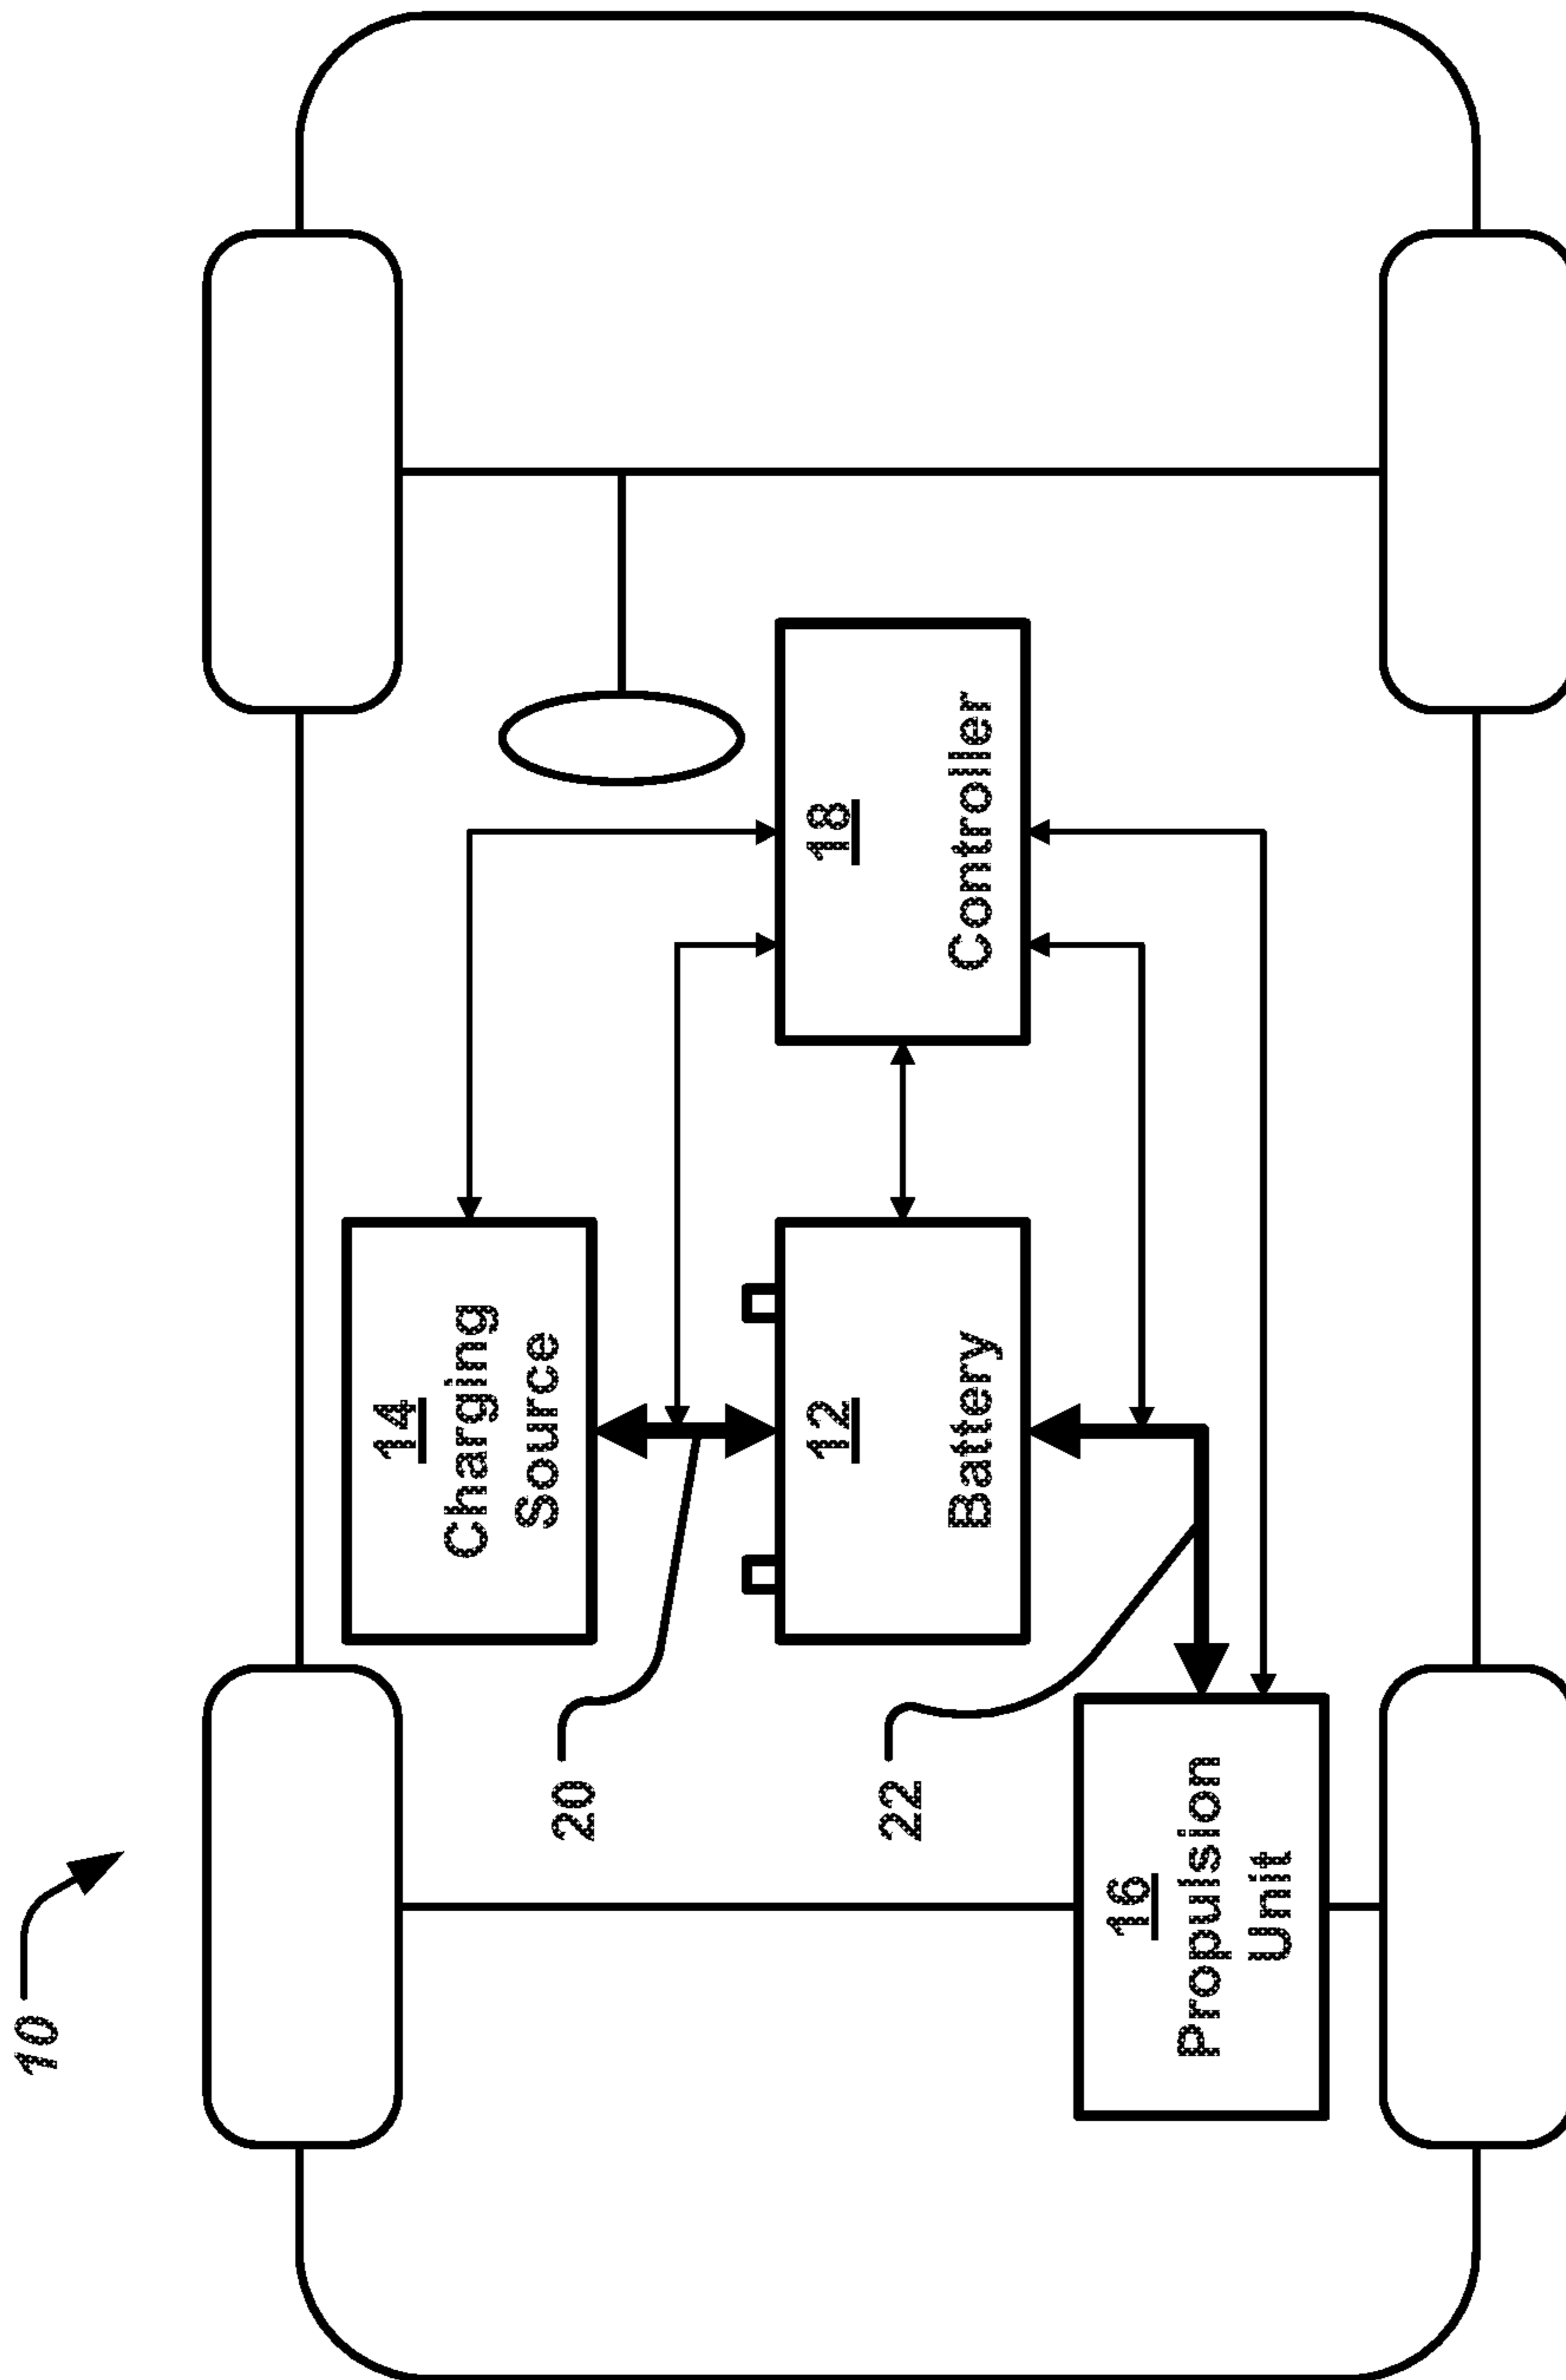 10
14
Charging
Source
20
12
Battery
22
18
Controller
16
Propulsion
Unit